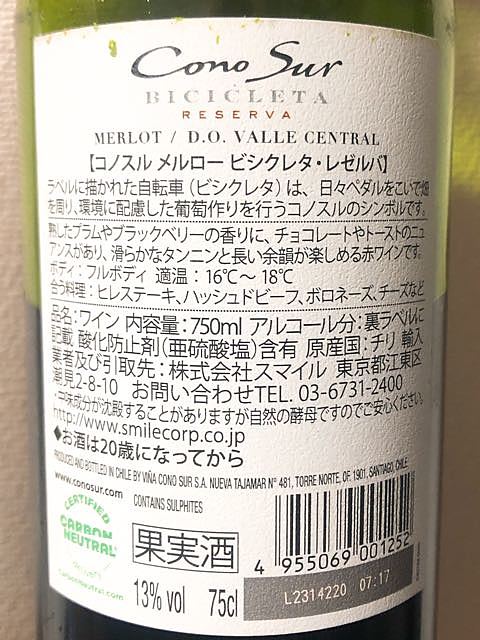 Cono Sur
BICICLETA
RESERVA
MERLOT / D.O. VALLE CENTRAL
【コノスル メルロー ビシクレタ・レゼルバ】
ラベルに描かれた自転車（ビシクレタ）は、日々ペダルをこいで畑
を周り、環境に配慮した葡萄作りを行うコノスルのシンボルです。
熟したプラムやブラックベリーの香りに、チョコレートやトーストのニュ
アンスがあり、滑らかなタンニンと長い余韻が楽しめる赤ワインです。
ボディ：フルボディ 適温：16℃～18℃
合う料理：ヒレステーキ、ハッシュドビーフ、ボロネーズ、チーズなど
品名：ワイン 内容量：750ml アルコール分：裏ラベルに
記載 酸化防止剤（亜硫酸塩）含有 原産国：チリ 輸入
業者及び引取先：株式会社スマイル 東京都江東区
潮見2-8-10 お問い合わせTEL. 03-6731-2400
味成分が沈殿することがありますが自然の酵母ですのでご安心ください。
http://www.smilecorp.co.jp
◆お酒は20歳になってから
PRODUCED AND BOTTLED IN CHILE BY VIÑA CONO SUR S.A. NUEVA TAJAMAR N° 481, TORRE NORTE, OF. 1901, SANTIAGO, CHILE.
www.conosur.com
CONTAINS SULPHITES
CERTIFIED
CARBON
NEUTRAL
Carbonneutral.com
果実酒
13% vol 75cl
4 955069 001252
L2314220 07:17